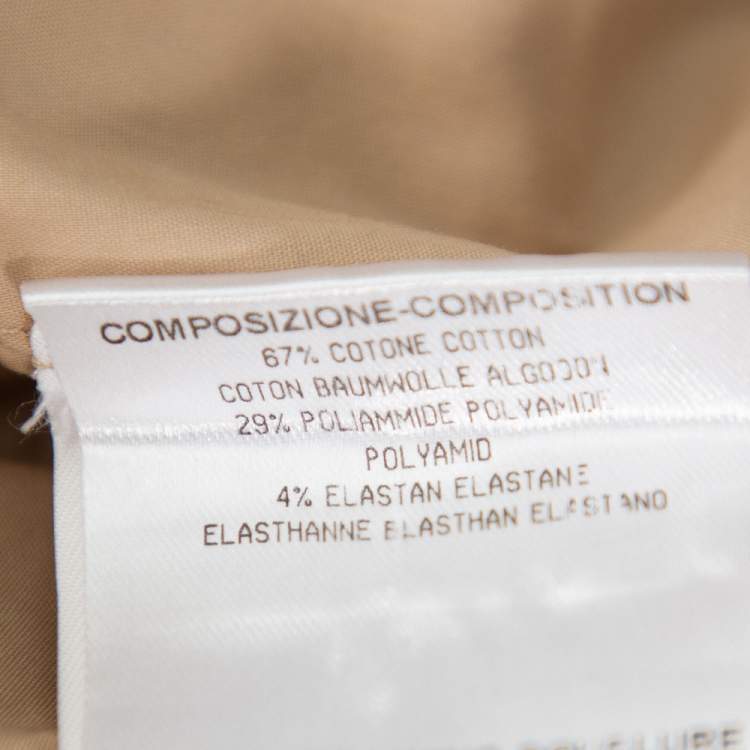 COMPOSIZIONE-COMPOSITION
67% COTONE COTTON
COTON BAUMWOLLE ALGODON
29% POLIAMMIDE POLYAMIDE
POLYAMID
4% ELASTAN ELASTANE
ELASTHANNE ELASTHAN ELASTANO